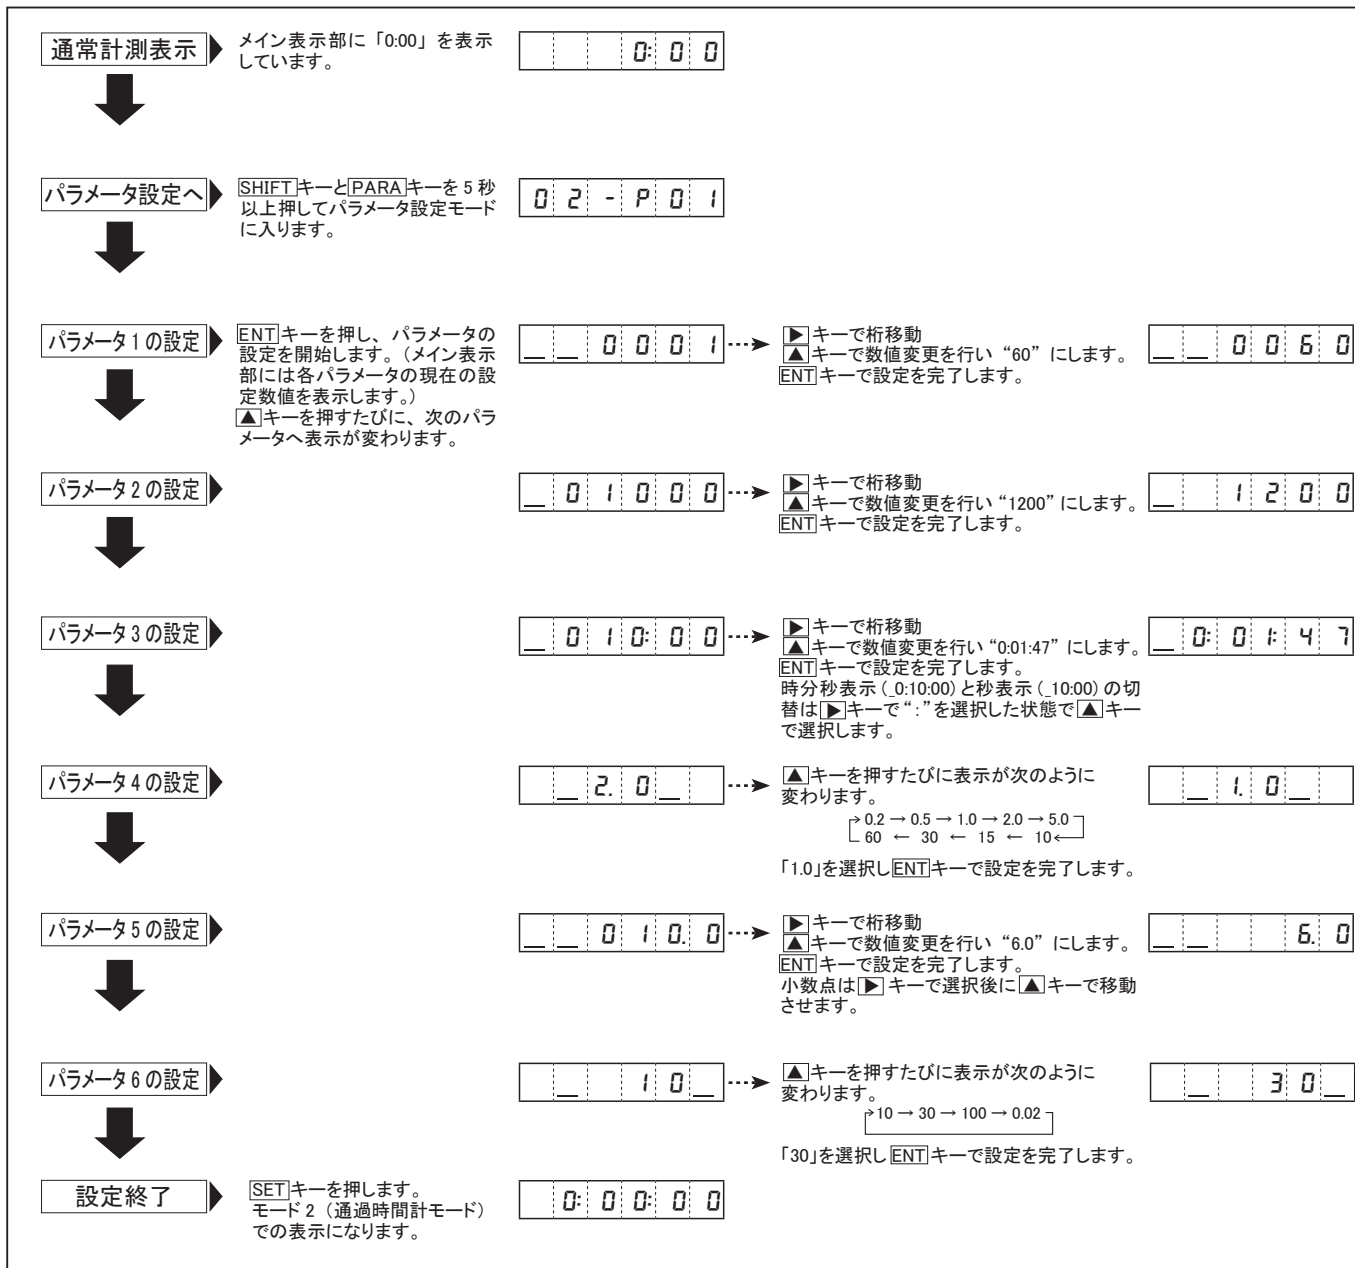 通常計測表示
メイン表示部に「0:00」を表示
しています。
0:00
パラメータ設定へ
SHIFTキーとPARAキーを5秒
以上押してパラメータ設定モード
に入ります。
02-P01
パラメータ1の設定
ENTキーを押し、パラメータの
設定を開始します。(メイン表示
部には各パラメータの現在の設
定数値を表示します。)
▲キーを押すたびに、次のパラ
メータへ表示が変わります。
__0001
▶キーで桁移動
▲キーで数値変更を行い“60”にします。
ENTキーで設定を完了します。
__0060
パラメータ2の設定
_01000
▶キーで桁移動
▲キーで数値変更を行い“1200”にします。
ENTキーで設定を完了します。
_ 1200
パラメータ3の設定
_010:00
▶キーで桁移動
▲キーで数値変更を行い“0:01:47”にします。
ENTキーで設定を完了します。
時分秒表示(_0:10:00)と秒表示(_10:00)の切
替は▶キーで“:”を選択した状態で▲キー
で選択します。
_0:01:47
パラメータ4の設定
_2.0_
▲キーを押すたびに表示が次のように
変わります。
0.2 → 0.5 → 1.0 → 2.0 → 5.0
60 ← 30 ← 15 ← 10
「1.0」を選択しENTキーで設定を完了します。
_1.0_
パラメータ5の設定
__010.0
▶キーで桁移動
▲キーで数値変更を行い“6.0”にします。
ENTキーで設定を完了します。
小数点は▶キーで選択後に▲キーで移動
させます。
__ 6.0
パラメータ6の設定
_ 10_
▲キーを押すたびに表示が次のように
変わります。
10 → 30 → 100 → 0.02
「30」を選択しENTキーで設定を完了します。
_ 30_
設定終了
SETキーを押します。
モード2(通過時間計モード)
での表示になります。
0:00:00